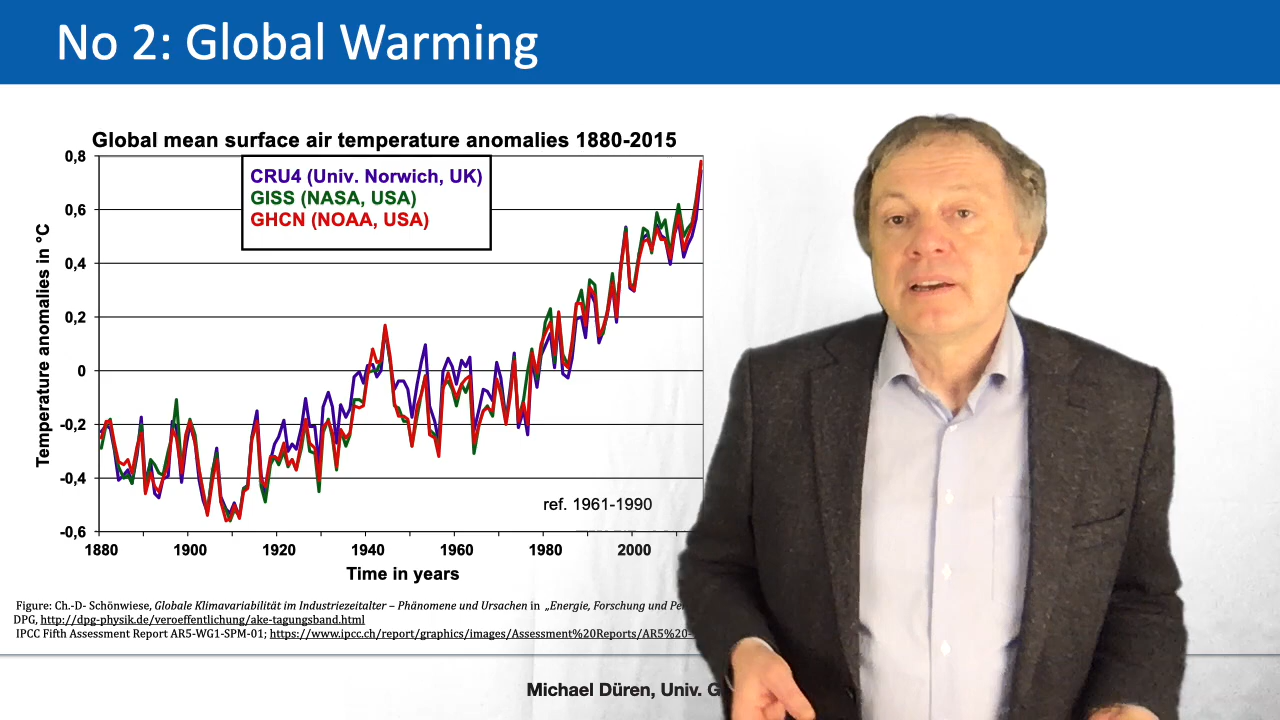 No 2: Global Warming
Global mean surface air temperature anomalies 1880-2015
CRU4 (Univ. Norwich, UK)
GISS (NASA, USA)
GHCN (NOAA, USA)
Temperature anomalies in °C
0,8
0,6
0,4
0,2
0
-0,2
-0,4
-0,6
ref. 1961-1990
1880 1900 1920 1940 1960 1980 2000
Time in years
Figure: Ch.-D- Schönwiese, Globale Klimavariabilität im Industriezeitalter – Phänomene und Ursachen in „Energie, Forschung und
DPG, http://dpg-physik.de/veroeffentlichung/ake-tagungsband.html
IPCC Fifth Assessment Report AR5-WG1-SPM-01; https://www.ipcc.ch/report/graphics/images/Assessment%20Reports/AR5%20-
Michael Düren, Univ.